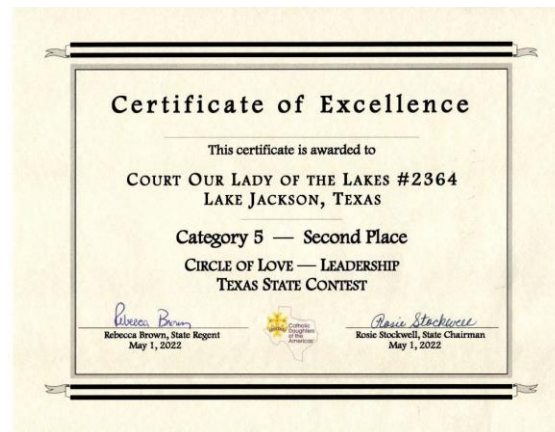 Certificate of Excellence
This certificate is awarded to
COURT OUR LADY OF THE LAKES #2364
LAKE JACKSON, TEXAS
Category 5 — Second Place
CIRCLE OF LOVE — LEADERSHIP
TEXAS STATE CONTEST
Rebecca Brown
Rebecca Brown, State Regent
May 1, 2022
Catholic
Daughters
of the
Americas
Rosie Stockwell
Rosie Stockwell, State Chairman
May 1, 2022